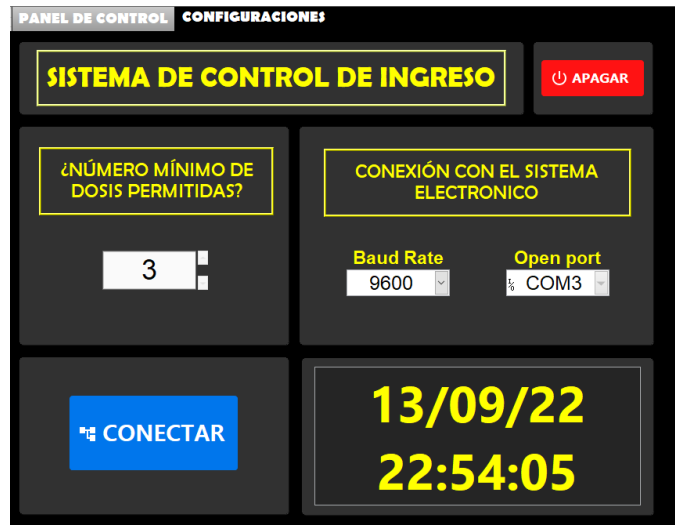 PANEL DE CONTROL CONFIGURACIONES
SISTEMA DE CONTROL DE INGRESO
APAGAR
¿NÚMERO MÍNIMO DE
DOSIS PERMITIDAS?
3
CONEXIÓN CON EL SISTEMA
ELECTRONICO
Baud Rate Open port
9600 COM3
CONECTAR
13/09/22
22:54:05